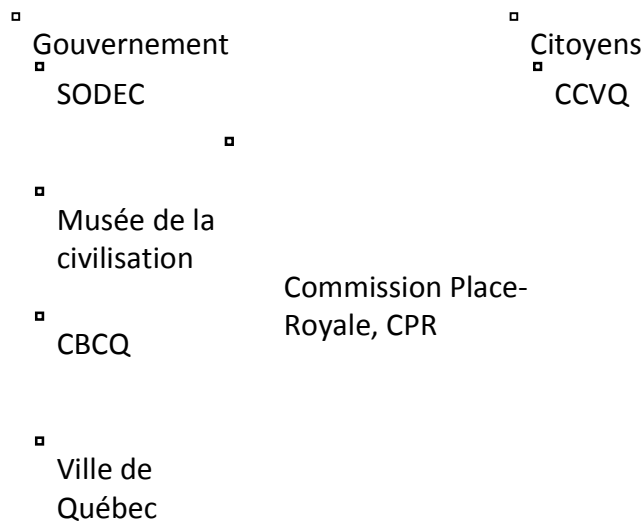 Gouvernement
SODEC
Musée de la
civilisation
CBCQ
Ville de
Québec
Commission Place-
Royale, CPR
Citoyens
CCVQ